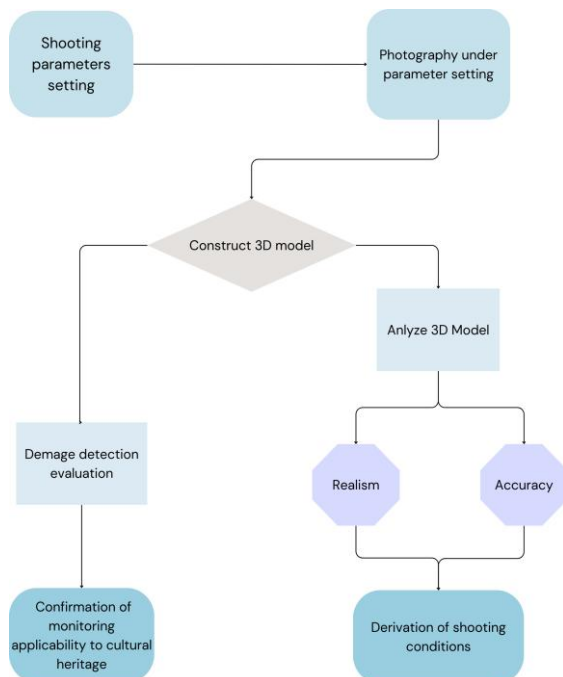 Shooting
parameters
setting
Photography under
parameter setting
Construct 3D model
Anlyze 3D Model
Demage detection
evaluation
Realism
Accuracy
Confirmation of
monitoring
applicability to cultural
heritage
Derivation of shooting
conditions